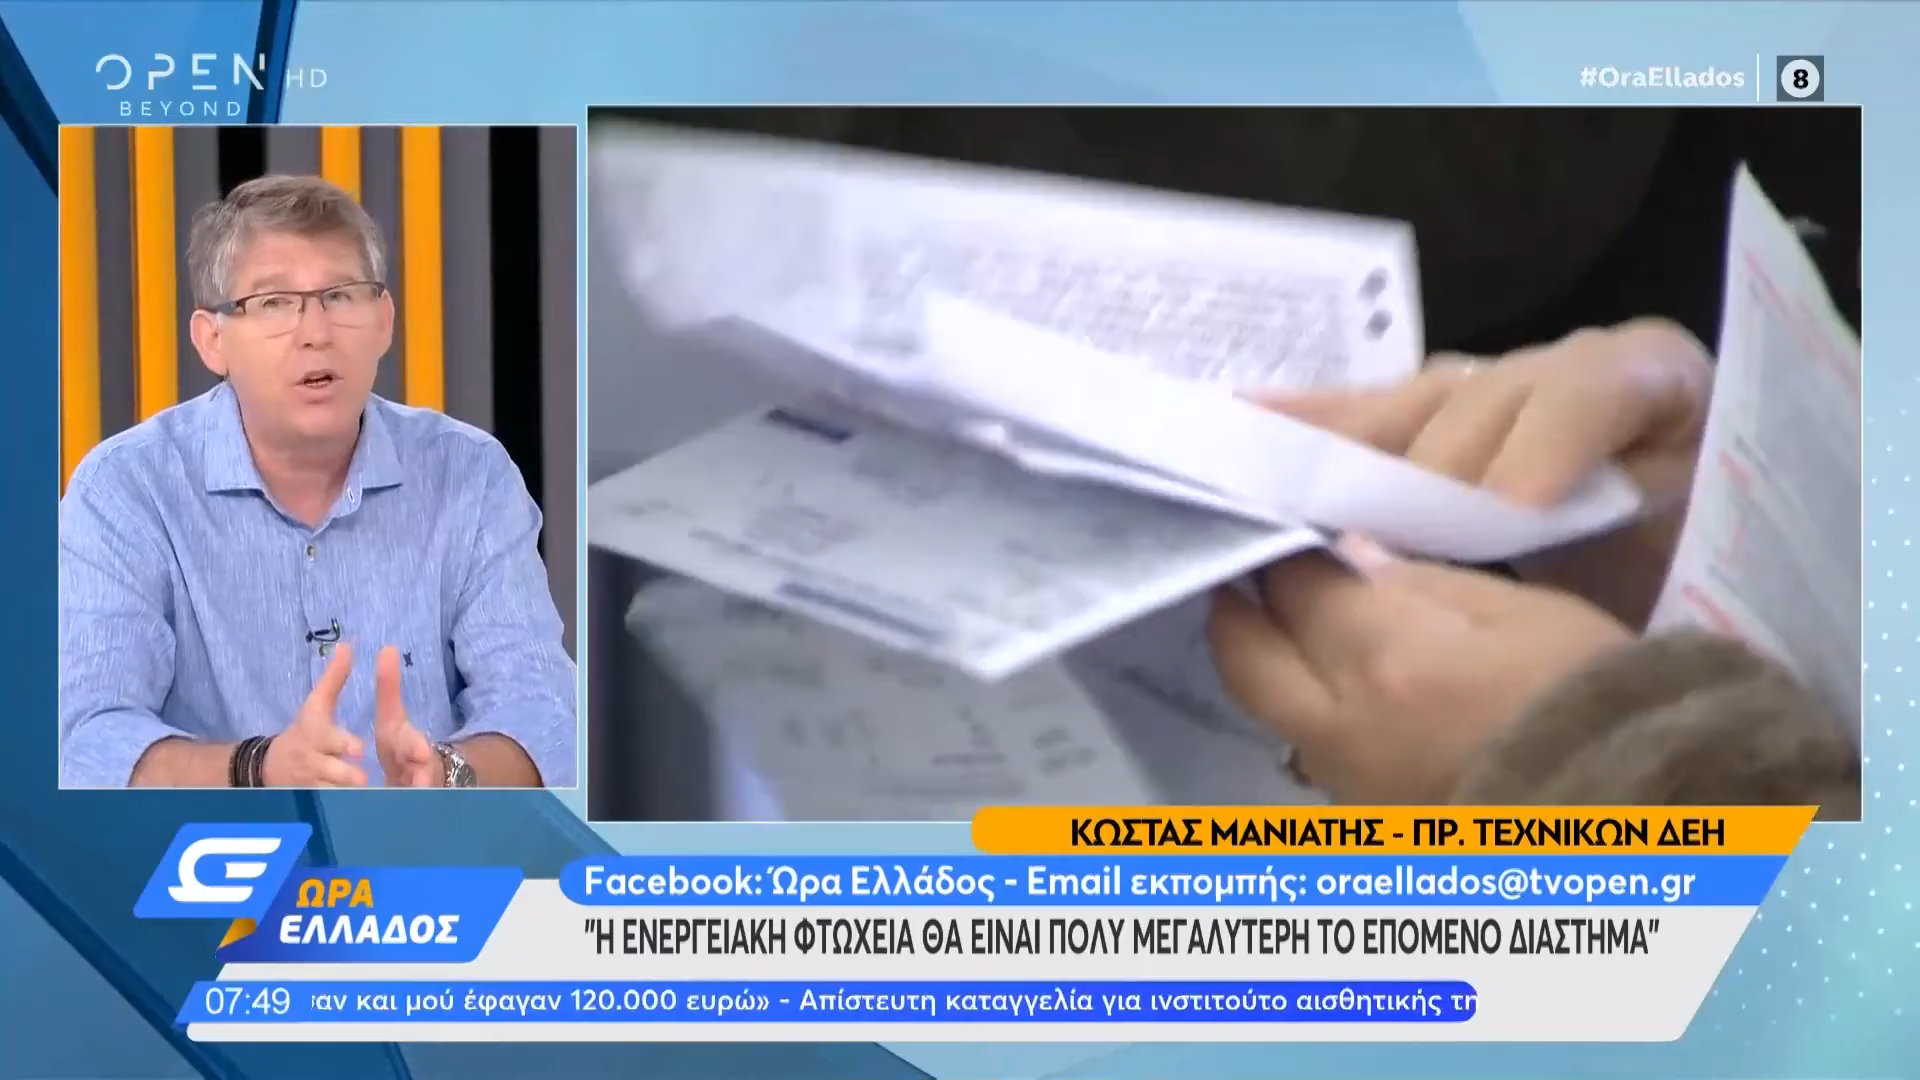 OPEN HD
BEYOND
#OraEllados
8
ΚΩΣΤΑΣ ΜΑΝΙΑΤΗΣ - ΠΡ. ΤΕΧΝΙΚΩΝ ΔΕΗ
Facebook: Ώρα Ελλάδος - Email εκπομπής: oraellados@tvopen.gr
ΩΡΑ
ΕΛΛΑΔΟΣ
"Η ΕΝΕΡΓΕΙΑΚΗ ΦΤΩΧΕΙΑ ΘΑ ΕΙΝΑΙ ΠΟΛΥ ΜΕΓΑΛΥΤΕΡΗ ΤΟ ΕΠΟΜΕΝΟ ΔΙΑΣΤΗΜΑ"
07:49 σαν και μού έφαγαν 120.000 ευρώ» - Απίστευτη καταγγελία για ινστιτούτο αισθητικής τη